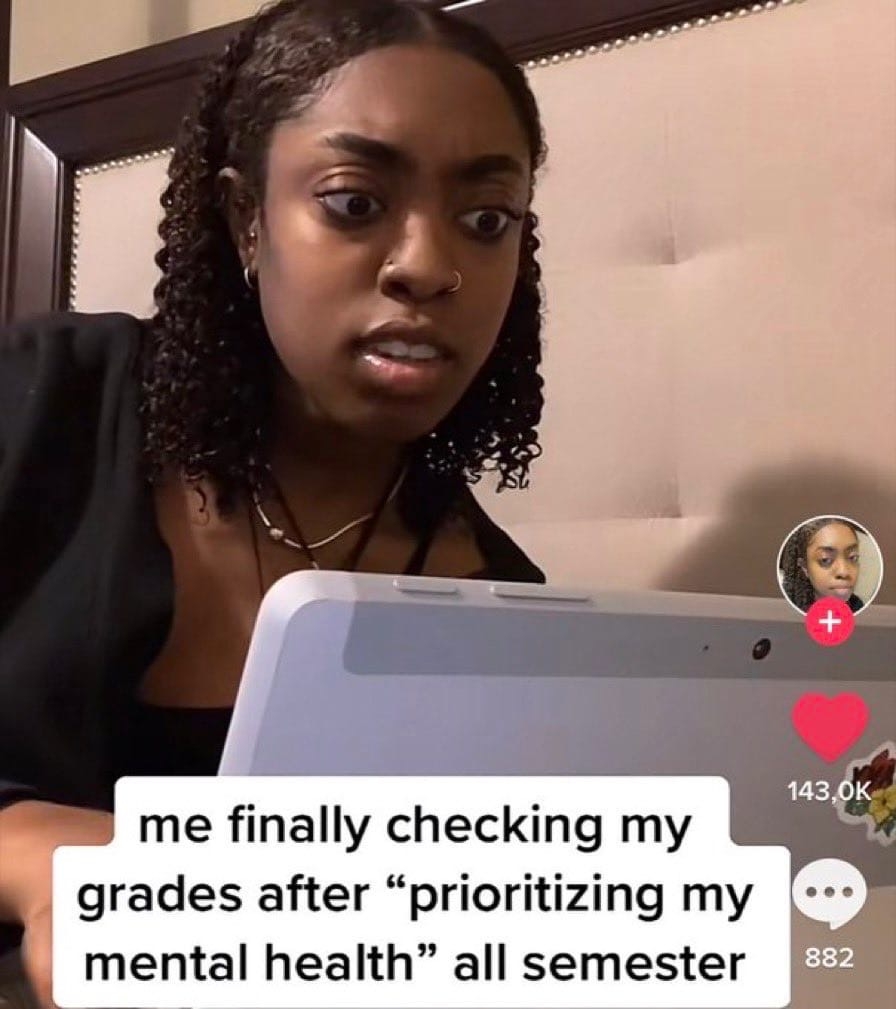 me finally checking my
grades after “prioritizing my
mental health” all semester
143,0K
882